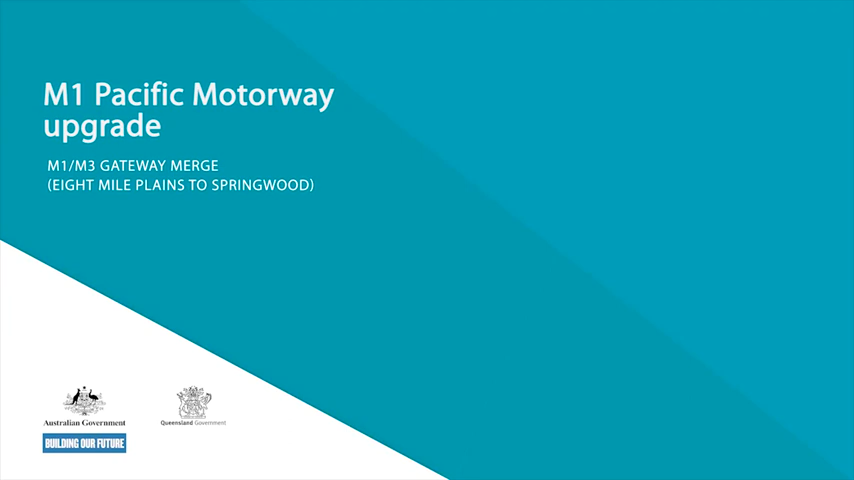 M1 Pacific Motorway
upgrade
M1/M3 GATEWAY MERGE
(EIGHT MILE PLAINS TO SPRINGWOOD)
Australian Government
Queensland Government
BUILDING OUR FUTURE